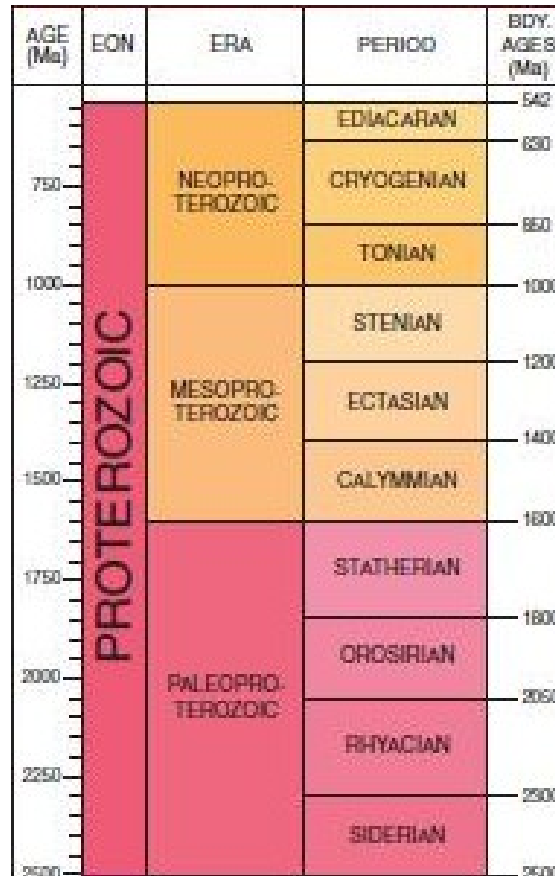 AGE
(Ma)
EON
ERA
PERIOD
BDY.
AGES
(Ma)
542
EDIACARAN
630
750
NEOPRO-
TEROZOIC
CRYOGENIAN
850
TONIAN
1000
1000
PROTEROZOIC
STENIAN
1200
1250
MESOPRO-
TEROZOIC
ECTASIAN
1400
1500
CALYMMIAN
1600
1750
STATHERIAN
1800
OROSIRIAN
2000
PALEOPRO-
TEROZOIC
2050
RHYACIAN
2250
2300
SIDERIAN
2500
2500